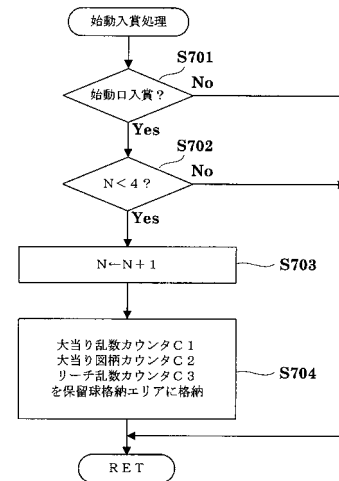 始動入賞処理
S701
始動口入賞？
No
Yes
S702
N＜4？
No
Yes
N←N＋1
S703
大当り乱数カウンタC1
大当り図柄カウンタC2
リーチ乱数カウンタC3
を保留球格納エリアに格納
S704
RET